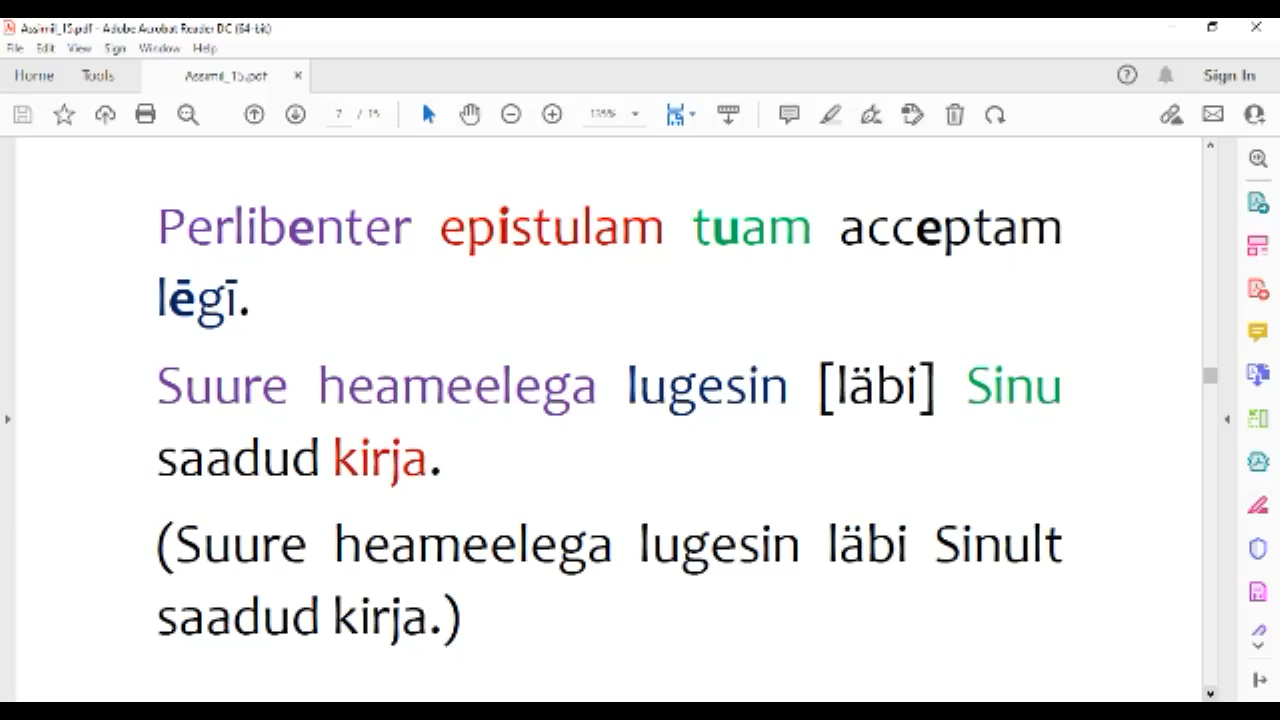 Assimil_15.pdf - Adobe Acrobat Reader DC (64-bit)
File Edit View Sign Window Help
Home Tools Assimil_15.pdf × Sign In
7 / 15 135%
Perlibenter epistulam tuam acceptam
lēgī.
Suure heameelega lugesin [läbi] Sinu
saadud kirja.
(Suure heameelega lugesin läbi Sinult
saadud kirja.)